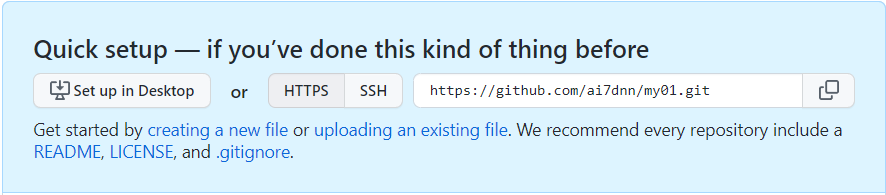 Quick setup — if you’ve done this kind of thing before
Set up in Desktop or HTTPS SSH https://github.com/ai7dnn/my01.git
Get started by creating a new file or uploading an existing file. We recommend every repository include a
README, LICENSE, and .gitignore.